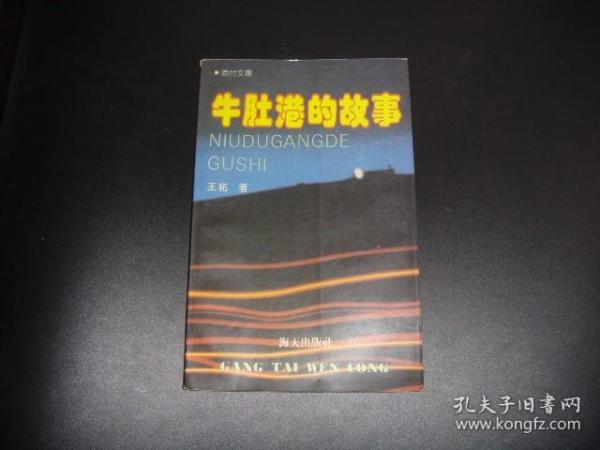 ▪港台文丛
牛肚港的故事
NIUDUGANGDE
GUSHI
王拓 著
海天出版社
GANG TAI WEN CONG
孔夫子旧书网
www.kongfz.com